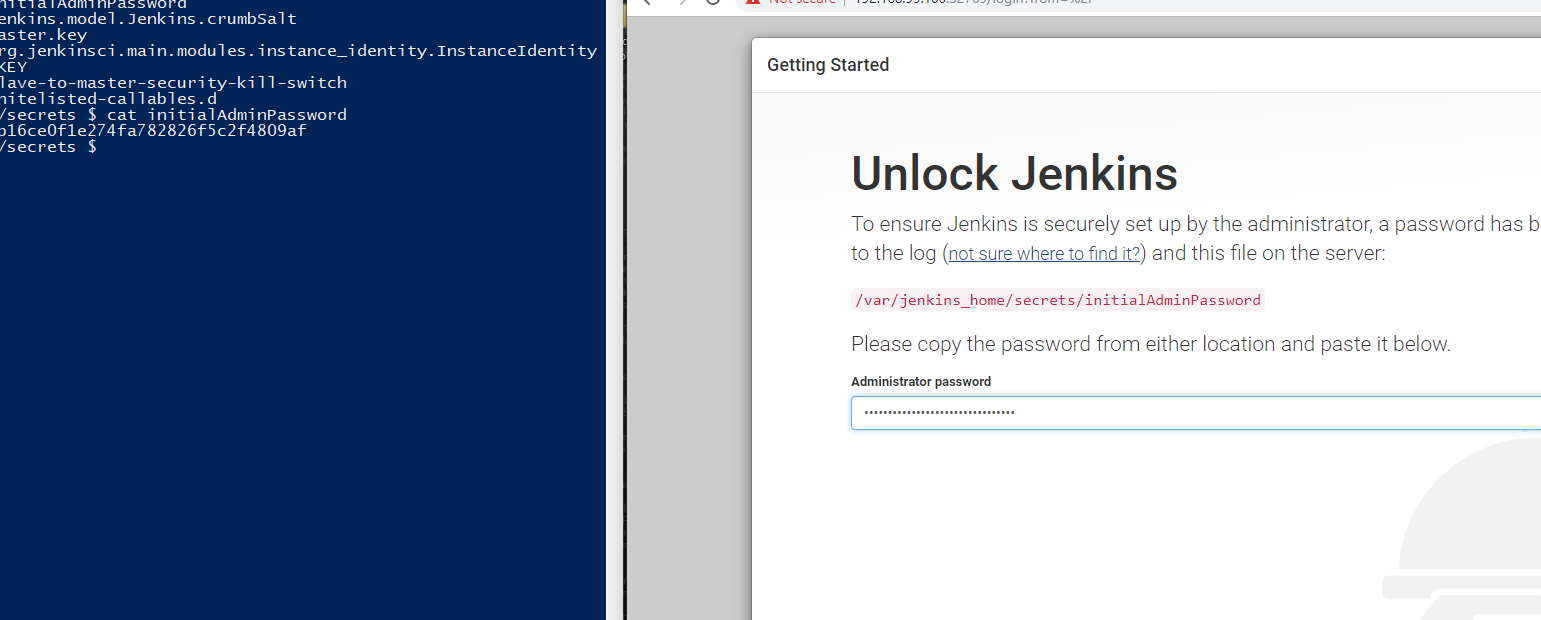 nitialAdminPassword
enkins.model.Jenkins.crumbSalt
aster.key
rg.jenkinsci.main.modules.instance_identity.InstanceIdentity
KEY
lave-to-master-security-kill-switch
hitelisted-callables.d
/secrets $ cat initialAdminPassword
b16ce0f1e274fa782826f5c2f4809af
/secrets $
Not secure
Getting Started
Unlock Jenkins
To ensure Jenkins is securely set up by the administrator, a password has b
to the log (not sure where to find it?) and this file on the server:
/var/jenkins_home/secrets/initialAdminPassword
Please copy the password from either location and paste it below.
Administrator password